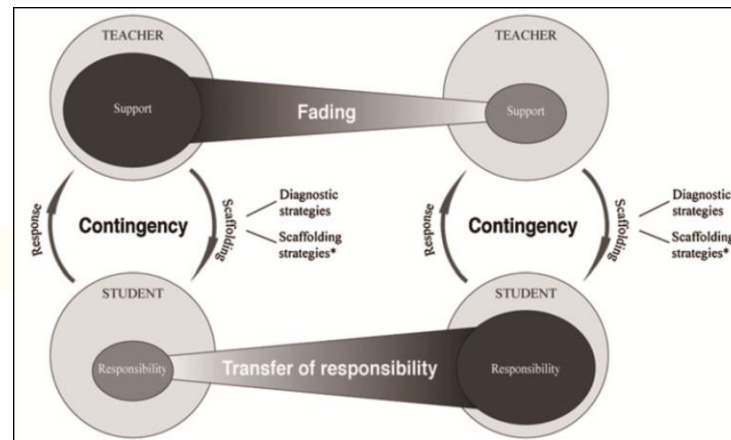 TEACHER
TEACHER
Support
Fading
Support
Response
Contingency
Scaffolding
Diagnostic
strategies
Scaffolding
strategies*
Response
Contingency
Scaffolding
Diagnostic
strategies
Scaffolding
strategies*
STUDENT
STUDENT
Responsibility
Transfer of responsibility
Responsibility